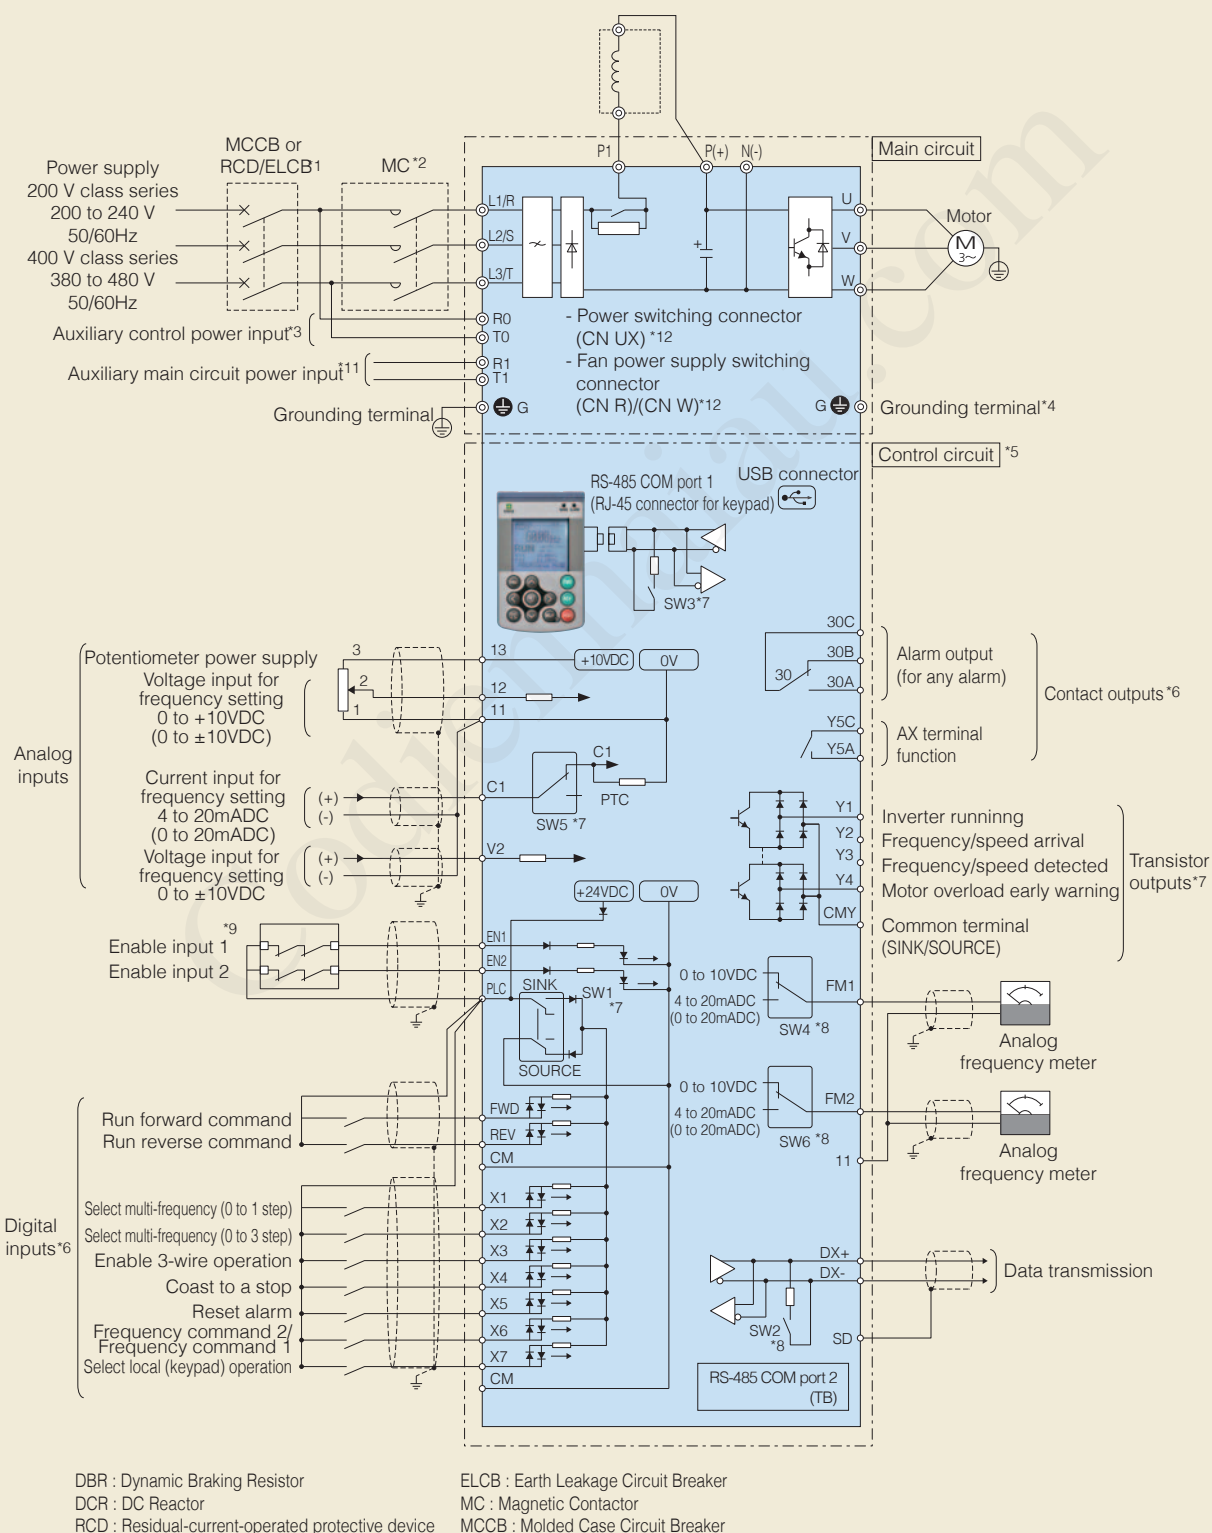 P1
P(+)
N(-)
Main circuit
MCCB or
RCD/ELCB*1
MC*2
Power supply
200 V class series
200 to 240 V
50/60Hz
400 V class series
380 to 480 V
50/60Hz
L1/R
L2/S
L3/T
U
V
W
Motor
M
3~
+
R0
T0
R1
T1
Auxiliary control power input*3
Auxiliary main circuit power input*11
- Power switching connector
(CN UX) *12
- Fan power supply switching
connector
(CN R)/(CN W)*12
Grounding terminal
G
G
Grounding terminal*4
Control circuit *5
RS-485 COM port 1
(RJ-45 connector for keypad)
USB connector
SW3*7
30C
30B
30
30A
Alarm output
(for any alarm)
Contact outputs*6
Y5C
Y5A
AX terminal
function
Analog
inputs
Potentiometer power supply
Voltage input for
frequency setting
0 to +10VDC
(0 to ±10VDC)
3
2
1
13
12
11
+10VDC
0V
Current input for
frequency setting
4 to 20mADC
(0 to 20mADC)
(+)
(-)
C1
C1
PTC
SW5 *7
Voltage input for
frequency setting
0 to ±10VDC
(+)
(-)
V2
+24VDC
0V
Y1
Y2
Y3
Y4
CMY
Inverter runninng
Frequency/speed arrival
Frequency/speed detected
Motor overload early warning
Common terminal
(SINK/SOURCE)
Transistor
outputs*7
*9
Enable input 1
Enable input 2
EN1
EN2
PLC
SINK
SW1
*7
SOURCE
0 to 10VDC
4 to 20mADC
(0 to 20mADC)
SW4 *8
FM1
Analog
frequency meter
0 to 10VDC
4 to 20mADC
(0 to 20mADC)
SW6 *8
FM2
11
Analog
frequency meter
Digital
inputs*6
Run forward command
Run reverse command
FWD
REV
CM
Select multi-frequency (0 to 1 step)
Select multi-frequency (0 to 3 step)
Enable 3-wire operation
Coast to a stop
Reset alarm
Frequency command 2/
Frequency command 1
Select local (keypad) operation
X1
X2
X3
X4
X5
X6
X7
CM
DX+
DX-
SD
SW2
*8
Data transmission
RS-485 COM port 2
(TB)
DBR : Dynamic Braking Resistor
DCR : DC Reactor
RCD : Residual-current-operated protective device
ELCB : Earth Leakage Circuit Breaker
MC : Magnetic Contactor
MCCB : Molded Case Circuit Breaker
Codienmiau.com